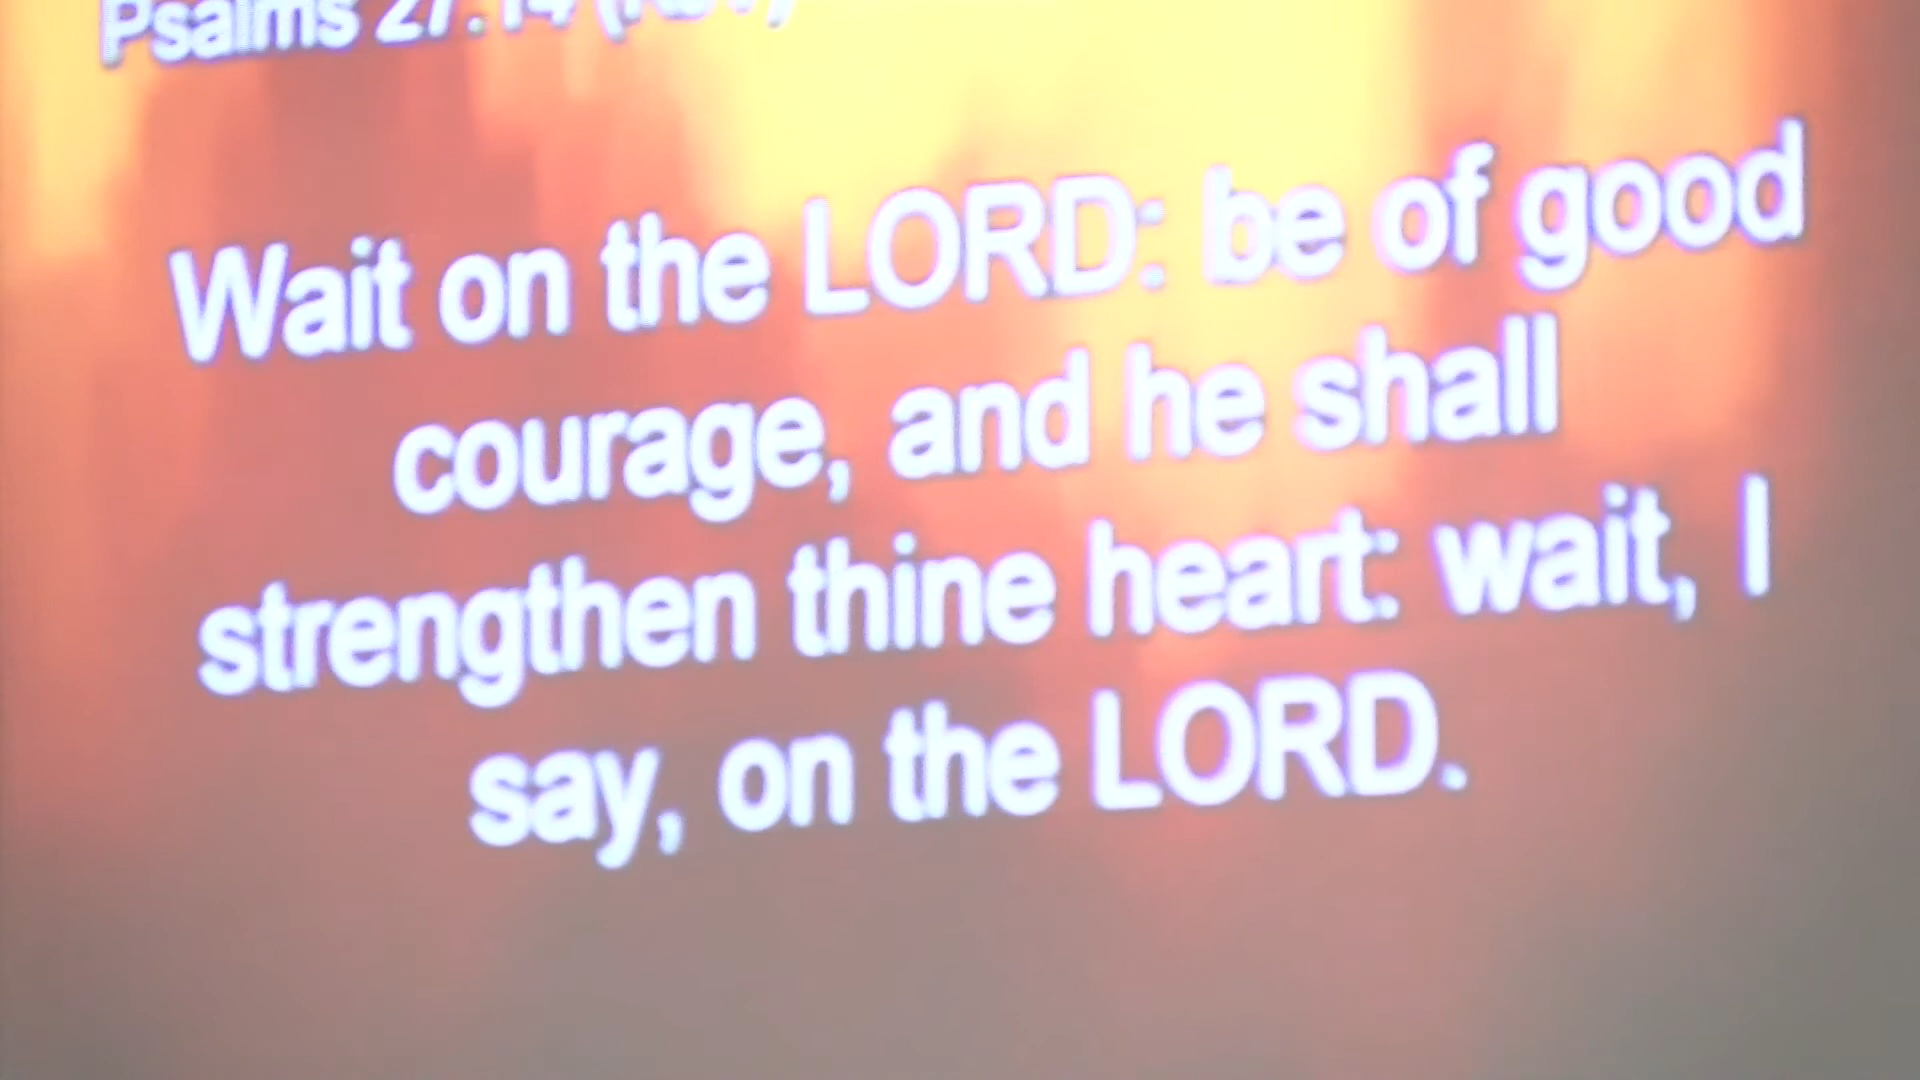 Psalms 27:14
Wait on the LORD: be of good
courage, and he shall
strengthen thine heart: wait, I
say, on the LORD.